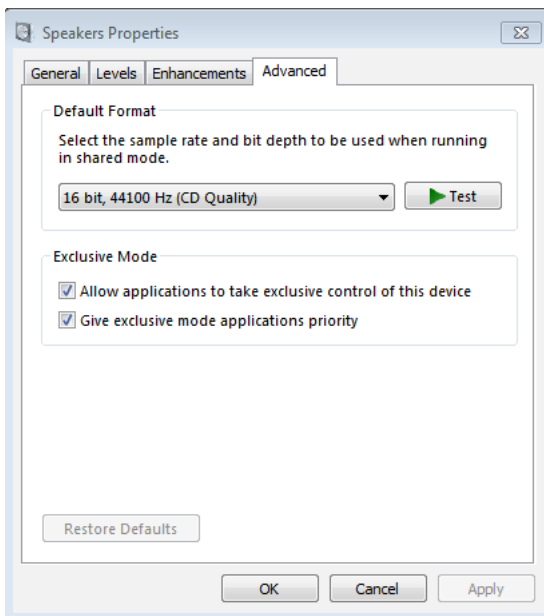 Speakers Properties
General
Levels
Enhancements
Advanced
Default Format
Select the sample rate and bit depth to be used when running
in shared mode.
16 bit, 44100 Hz (CD Quality)
Test
Exclusive Mode
Allow applications to take exclusive control of this device
Give exclusive mode applications priority
Restore Defaults
OK
Cancel
Apply